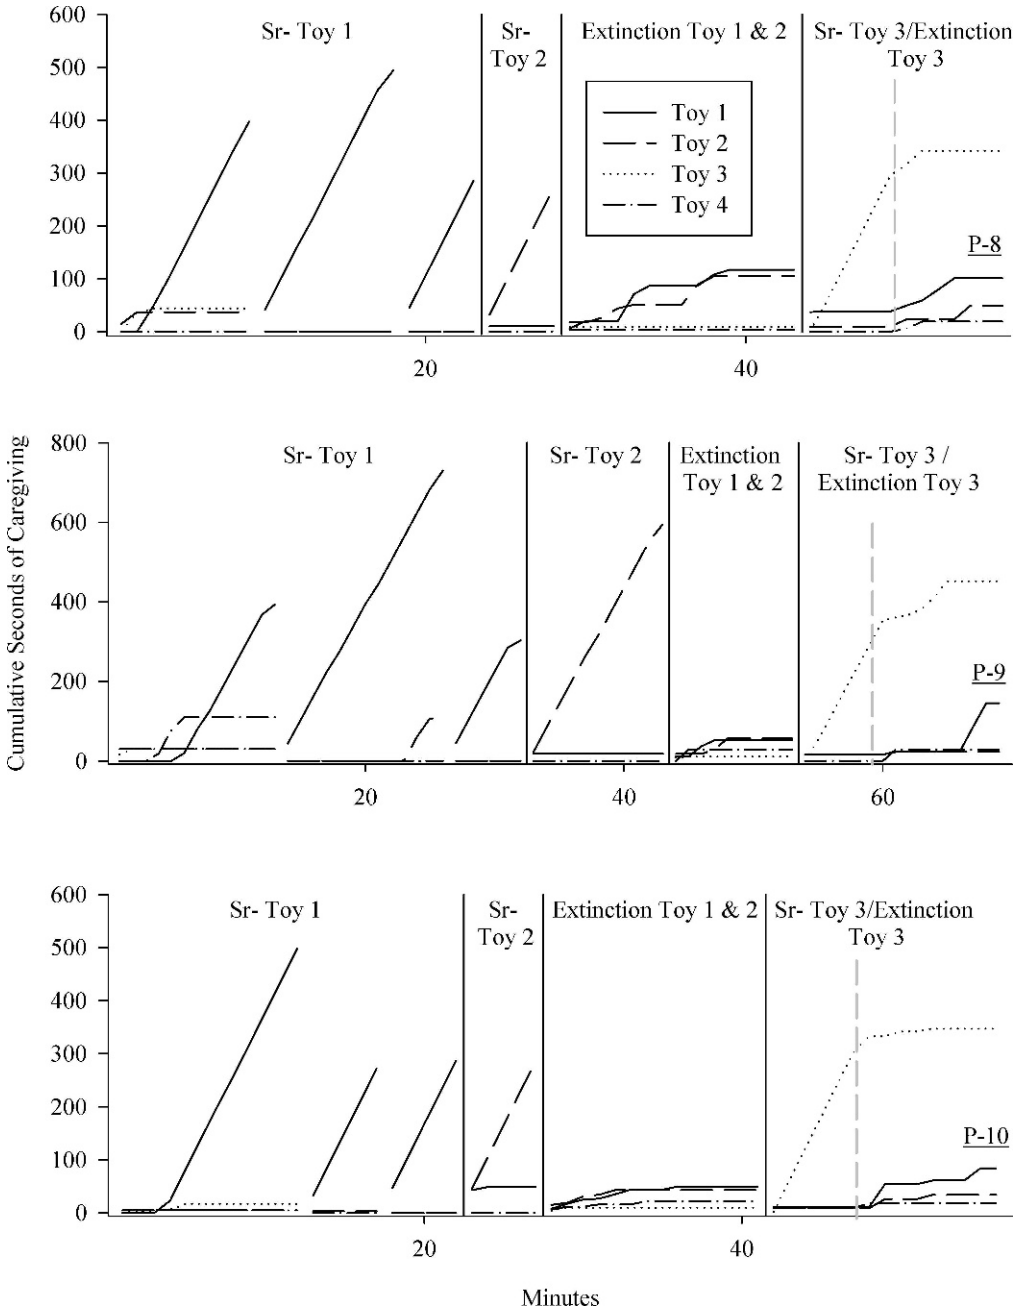 Cumulative Seconds of Caregiving
600
500
400
300
200
100
0
Sr- Toy 1
Sr-
Toy 2
Extinction Toy 1 & 2
Sr- Toy 3/Extinction
Toy 3
Toy 1
Toy 2
Toy 3
Toy 4
P-8
20
40
800
600
400
200
0
Sr- Toy 1
Sr- Toy 2
Extinction
Toy 1 & 2
Sr- Toy 3 /
Extinction Toy 3
P-9
20
40
60
600
500
400
300
200
100
0
Sr- Toy 1
Sr-
Toy 2
Extinction Toy 1 & 2
Sr- Toy 3/Extinction
Toy 3
P-10
20
40
Minutes